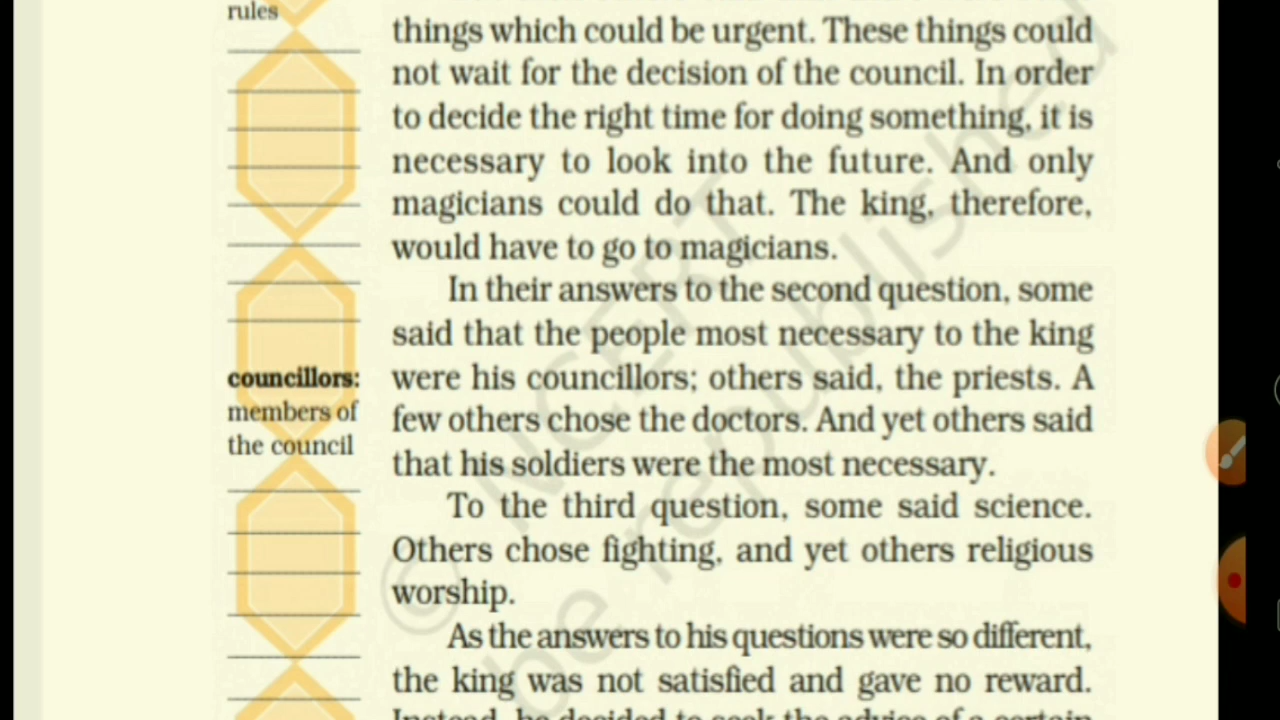 rules
things which could be urgent. These things could
not wait for the decision of the council. In order
to decide the right time for doing something, it is
necessary to look into the future. And only
magicians could do that. The king, therefore,
would have to go to magicians.
In their answers to the second question, some
said that the people most necessary to the king
were his councillors; others said, the priests. A
few others chose the doctors. And yet others said
that his soldiers were the most necessary.
councillors:
members of
the council
To the third question, some said science.
Others chose fighting, and yet others religious
worship.
As the answers to his questions were so different,
the king was not satisfied and gave no reward.
Instead, he decided to seek the advice of a certain
© NCERT
be republished